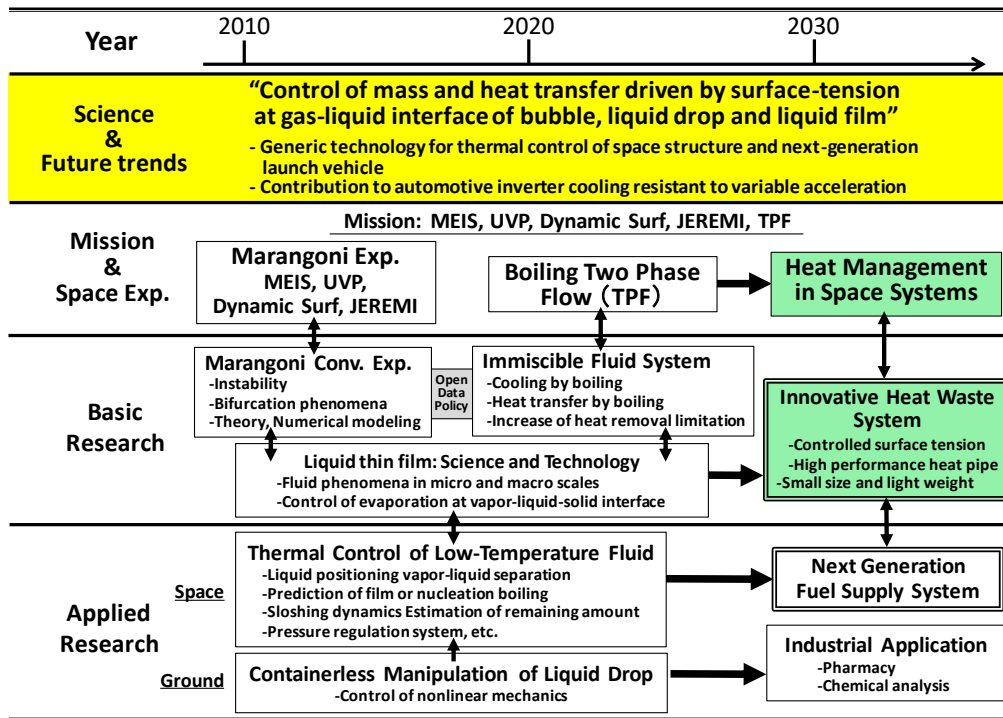 Year
2010
2020
2030
Science
&
Future trends
“Control of mass and heat transfer driven by surface-tension
at gas-liquid interface of bubble, liquid drop and liquid film”
- Generic technology for thermal control of space structure and next-generation
launch vehicle
- Contribution to automotive inverter cooling resistant to variable acceleration
Mission
&
Space Exp.
Mission: MEIS, UVP, Dynamic Surf, JEREMI, TPF
Marangoni Exp.
MEIS, UVP,
Dynamic Surf, JEREMI
Boiling Two Phase
Flow (TPF)
Heat Management
in Space Systems
Basic
Research
Marangoni Conv. Exp.
-Instability
-Bifurcation phenomena
-Theory, Numerical modeling
Open
Data
Policy
Immiscible Fluid System
-Cooling by boiling
-Heat transfer by boiling
-Increase of heat removal limitation
Innovative Heat Waste
System
-Controlled surface tension
-High performance heat pipe
-Small size and light weight
Liquid thin film: Science and Technology
-Fluid phenomena in micro and macro scales
-Control of evaporation at vapor-liquid-solid interface
Applied
Research
Space
Thermal Control of Low-Temperature Fluid
-Liquid positioning vapor-liquid separation
-Prediction of film or nucleation boiling
-Sloshing dynamics Estimation of remaining amount
-Pressure regulation system, etc.
Next Generation
Fuel Supply System
Ground
Containerless Manipulation of Liquid Drop
-Control of nonlinear mechanics
Industrial Application
-Pharmacy
-Chemical analysis